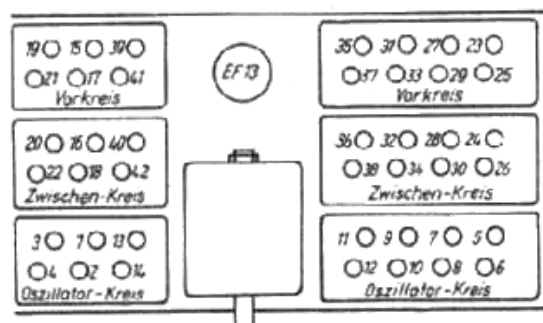 19 15 39
21 17 41
Vorkreis
EF 13
35 31 27 23
37 33 29 25
Vorkreis
20 16 40
22 18 42
Zwischen-Kreis
36 32 28 24
38 34 30 26
Zwischen-Kreis
3 1 13
4 2 14
Oszillator-Kreis
11 9 7 5
12 10 8 6
Oszillator-Kreis